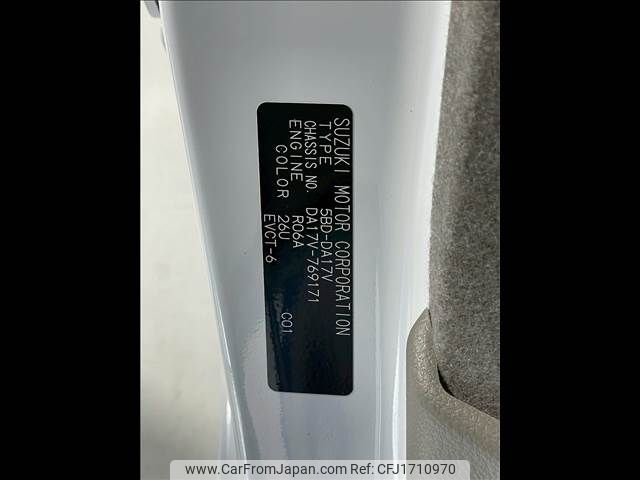 SUZUKI MOTOR CORPORATION
TYPE 5BD-DA17V
CHASSIS NO. DA17V-769171
ENGINE R06A
COLOR 26U C01
EVCT-6
www.CarFromJapan.com Ref:CFJ1710970